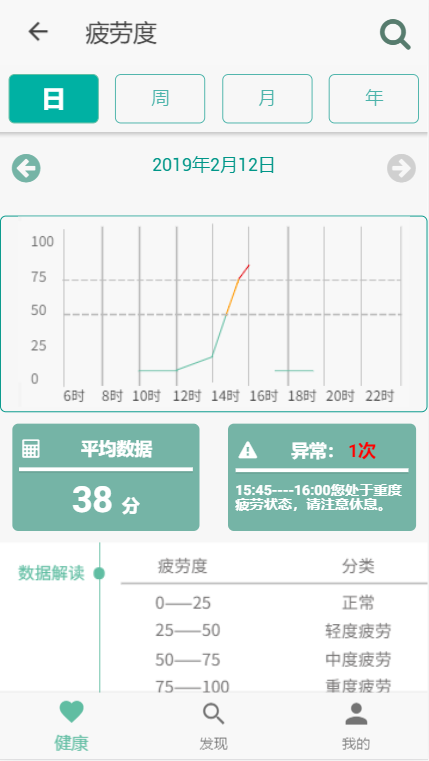 疲劳度
日 周 月 年
2019年2月12日
100
75
50
25
0
6时 8时 10时 12时 14时 16时 18时 20时 22时
平均数据
38 分
异常： 1次
15:45----16:00您处于重度
疲劳状态，请注意休息。
数据解读
疲劳度 分类
0——25 正常
25——50 轻度疲劳
50——75 中度疲劳
75——100 重度疲劳
健康 发现 我的